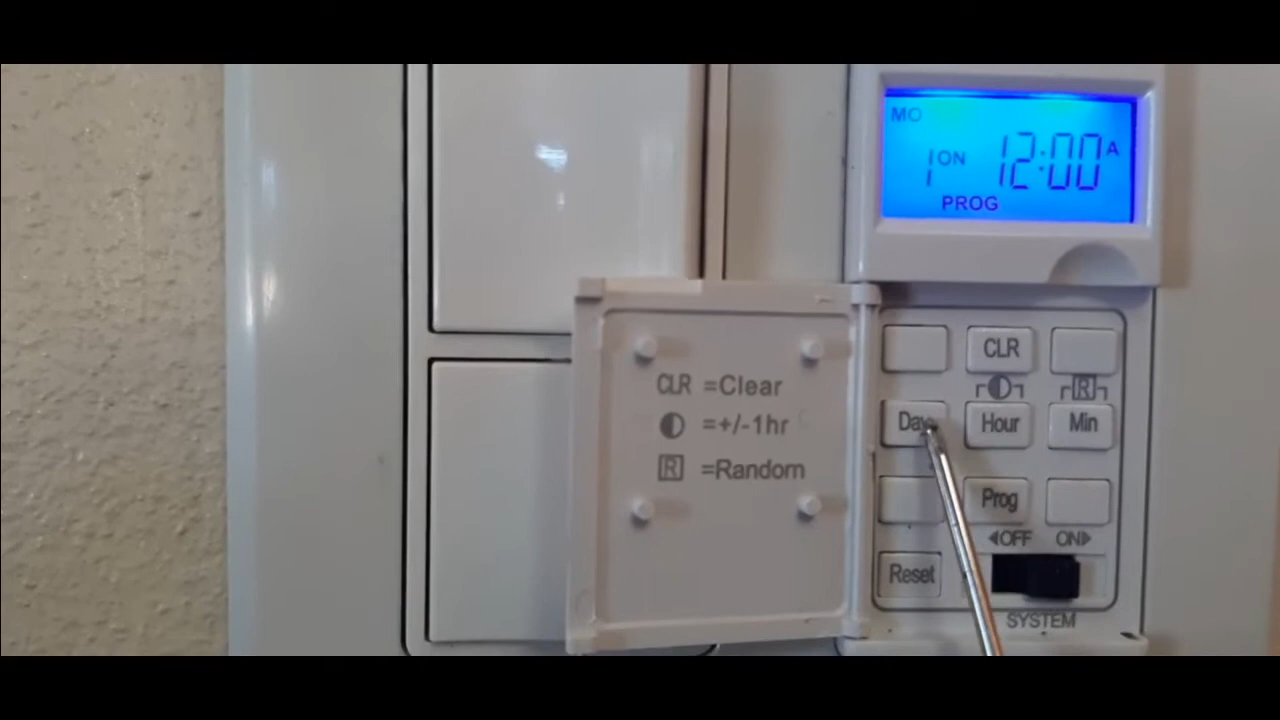 MO
1 ON 12:00 A
PROG
CLR =Clear
=+/-1hr
R =Random
CLR
R
Day Hour Min
Prog
OFF ON
Reset
SYSTEM